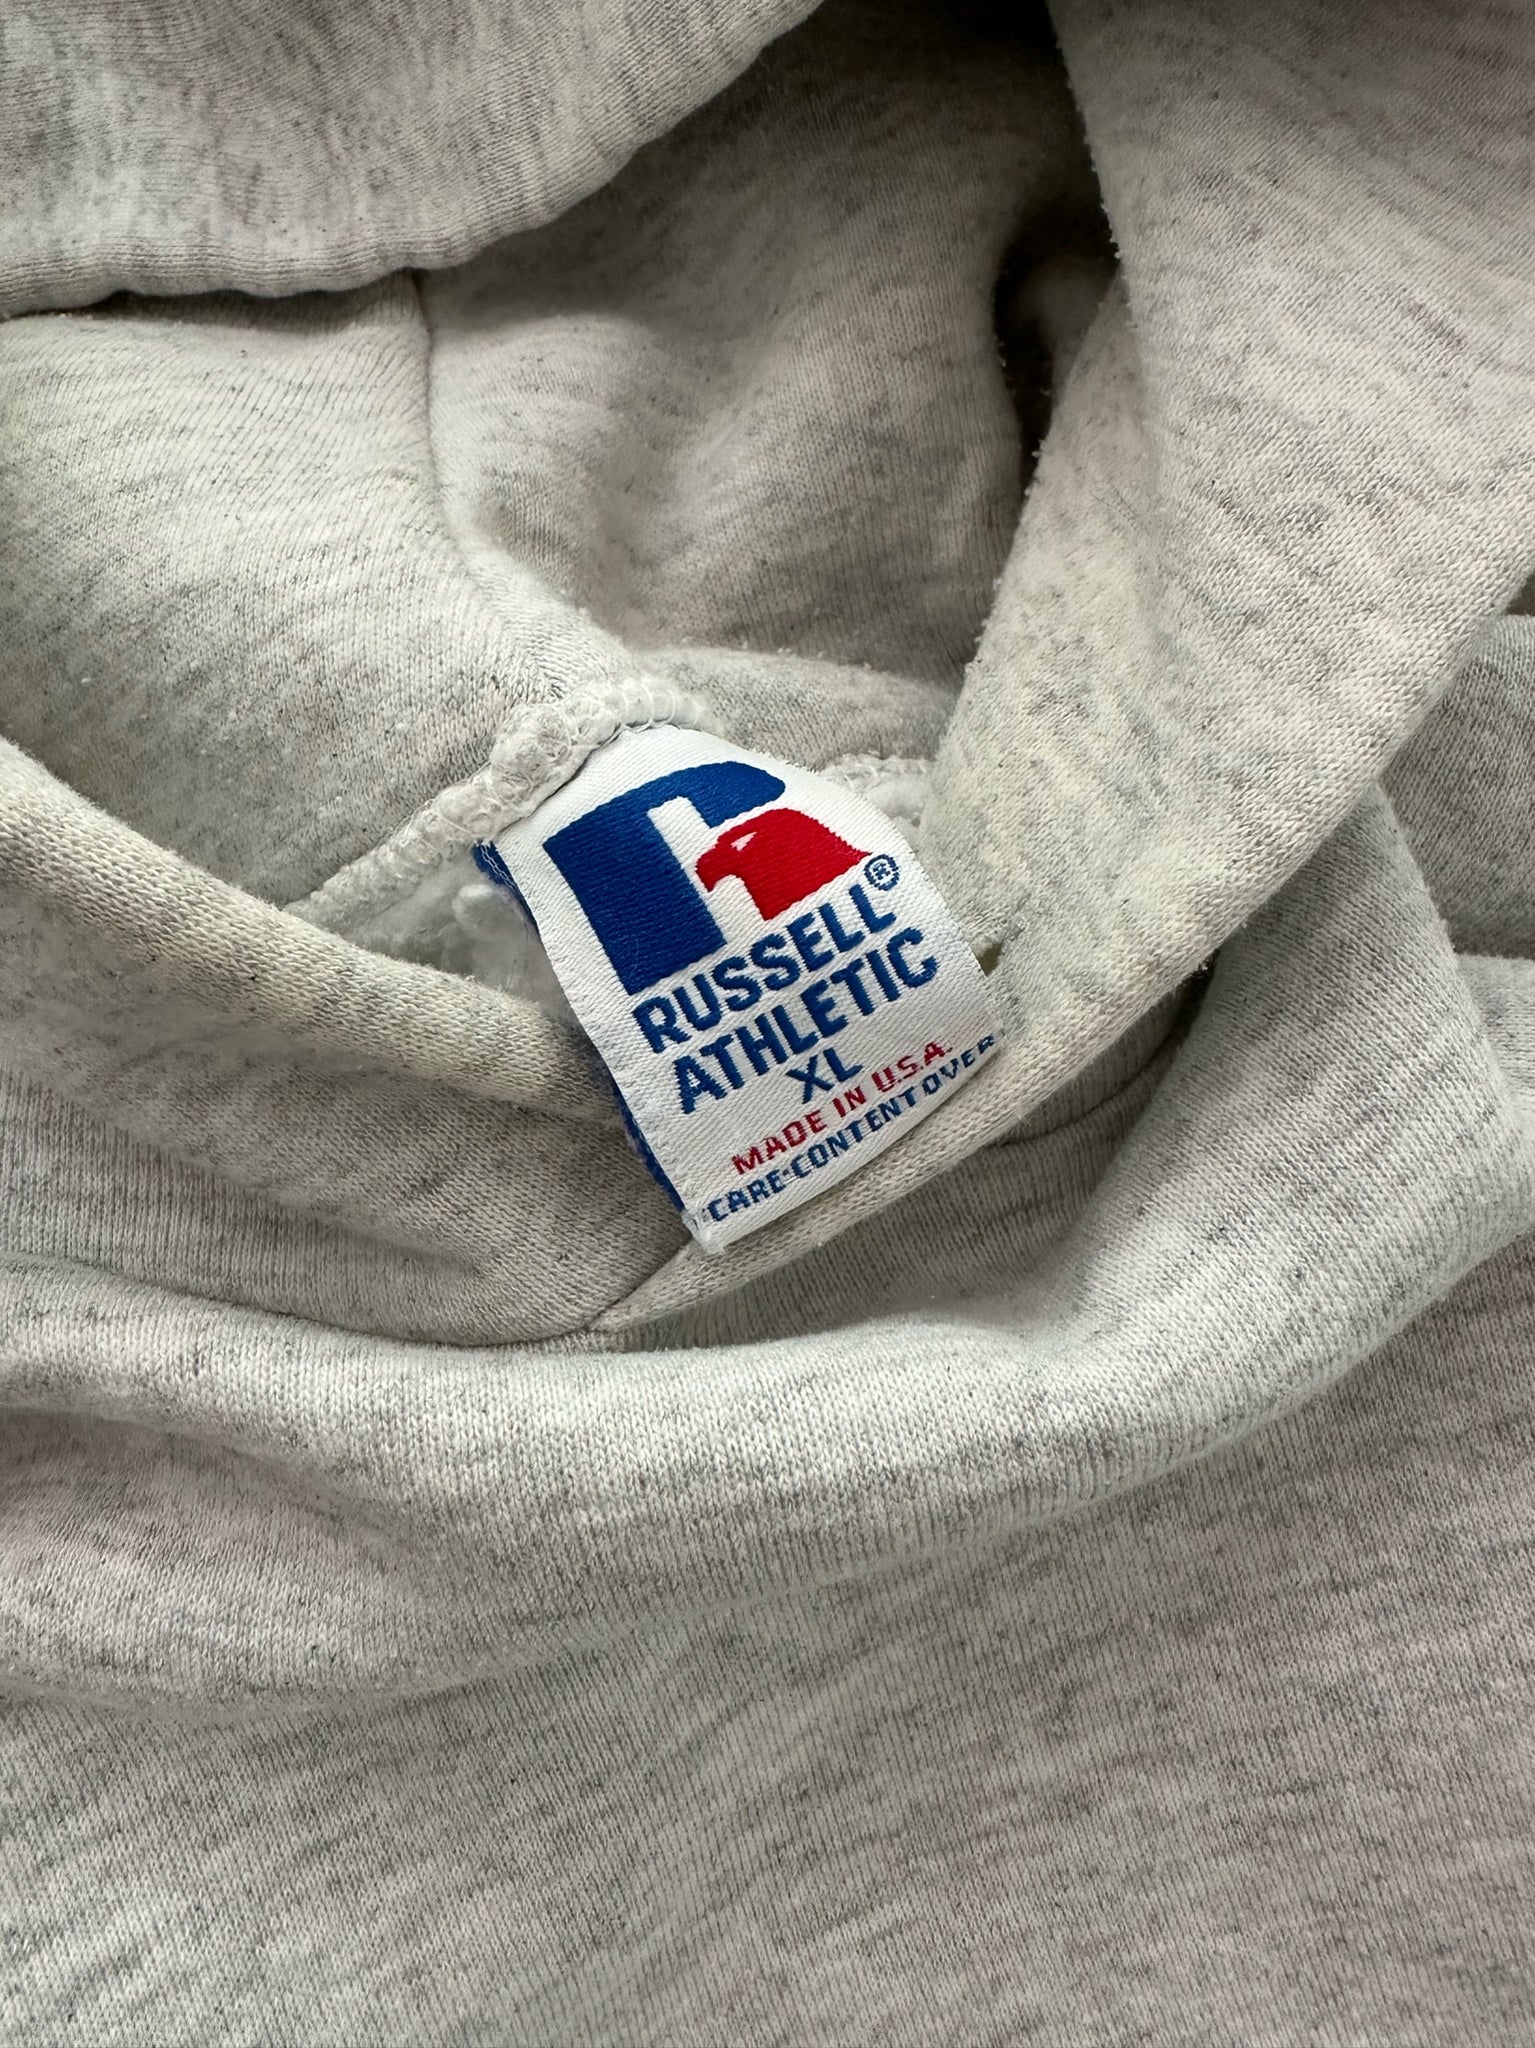 RUSSELL®
ATHLETIC
XL
MADE IN U.S.A.
CARE·CONTENT OVER